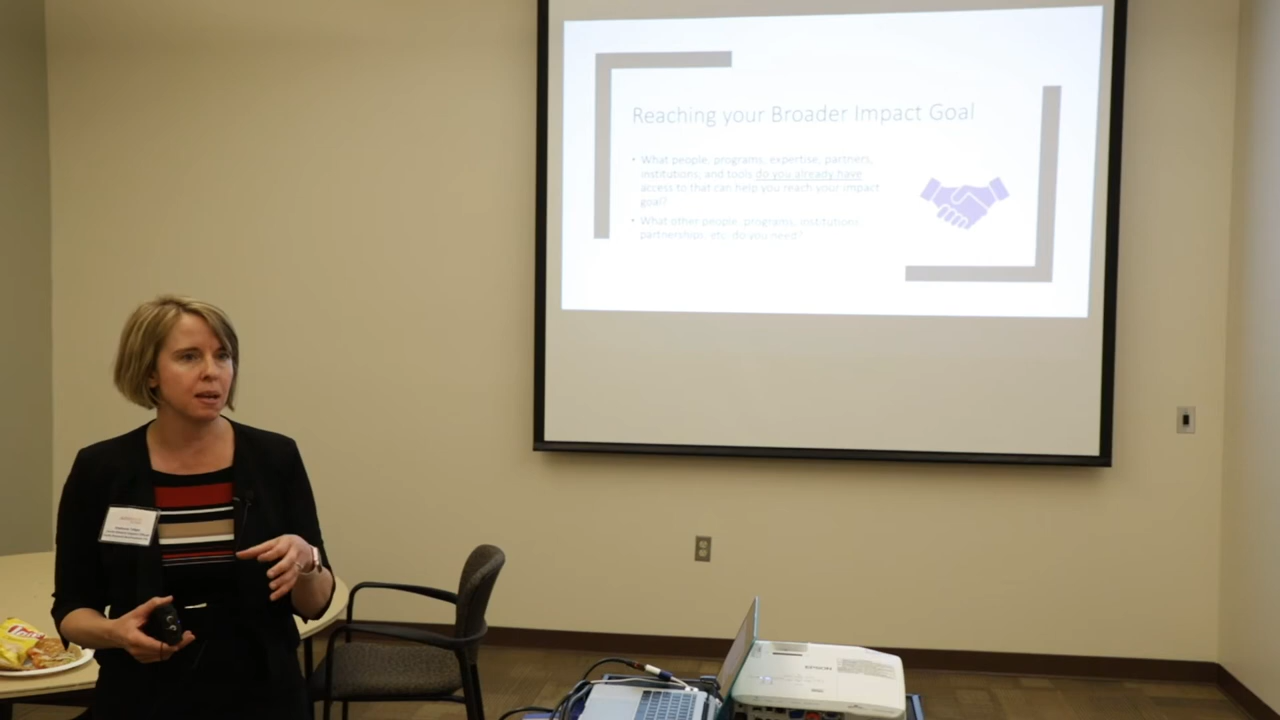 Reaching your Broader Impact Goal
• What people, programs, expertise, partners,
institutions, and tools do you already have
access to that can help you reach your impact
goal?
• What other people, programs, institutions,
partnerships, etc. do you need?
EPSON